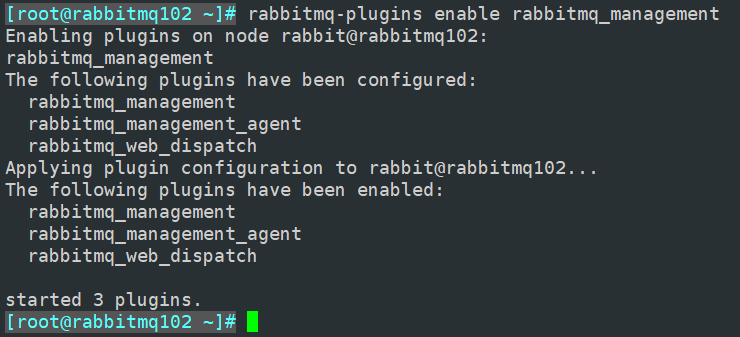 [root@rabbitmq102 ~]# rabbitmq-plugins enable rabbitmq_management
Enabling plugins on node rabbit@rabbitmq102:
rabbitmq_management
The following plugins have been configured:
  rabbitmq_management
  rabbitmq_management_agent
  rabbitmq_web_dispatch
Applying plugin configuration to rabbit@rabbitmq102...
The following plugins have been enabled:
  rabbitmq_management
  rabbitmq_management_agent
  rabbitmq_web_dispatch

started 3 plugins.
[root@rabbitmq102 ~]#